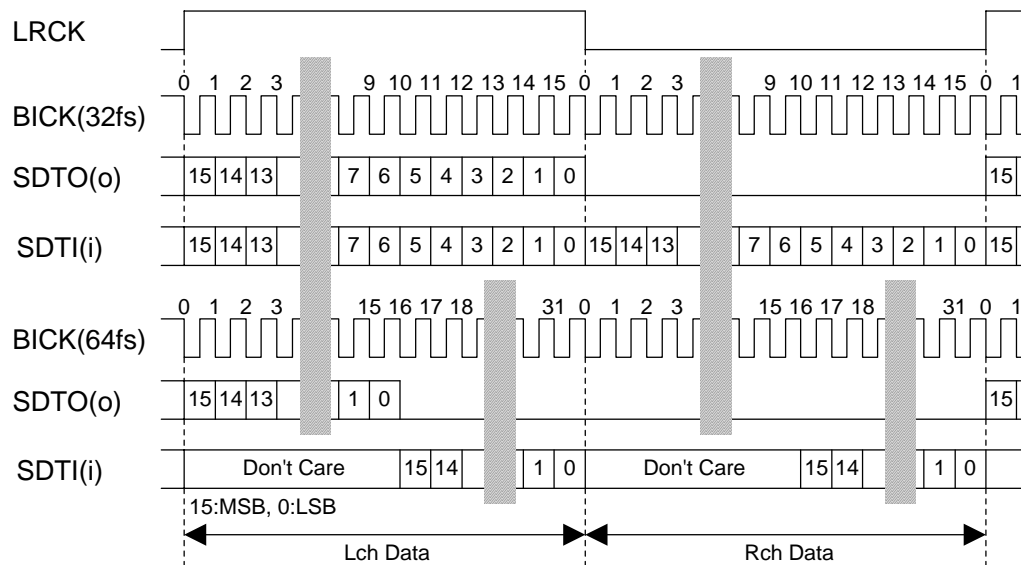 LRCK
0 1 2 3 9 10 11 12 13 14 15 0 1 2 3 9 10 11 12 13 14 15 0 1
BICK(32fs)
SDTO(o) 15 14 13 7 6 5 4 3 2 1 0 15
SDTI(i) 15 14 13 7 6 5 4 3 2 1 0 15 14 13 7 6 5 4 3 2 1 0 15
0 1 2 3 15 16 17 18 31 0 1 2 3 15 16 17 18 31 0 1
BICK(64fs)
SDTO(o) 15 14 13 1 0 15
SDTI(i) Don't Care 15 14 1 0 Don't Care 15 14 1 0
15:MSB, 0:LSB
Lch Data Rch Data